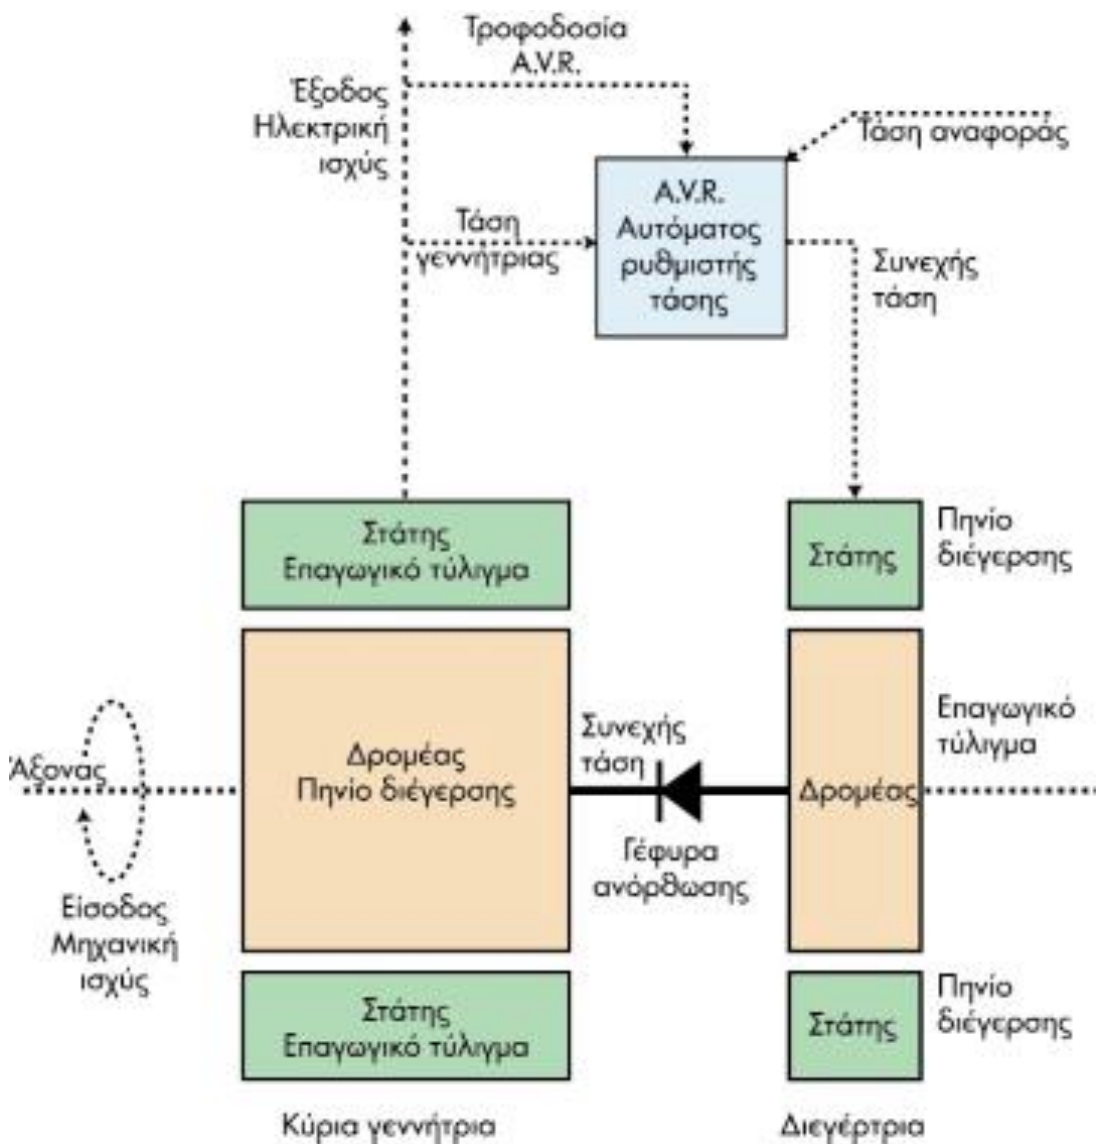 Τροφοδοσία
A.V.R.
Έξοδος
Ηλεκτρική
ισχύς
Τάση αναφοράς
Τάση
γεννήτριας
A.V.R.
Αυτόματος
ρυθμιστής
τάσης
Συνεχής
τάση
Στάτης
Επαγωγικό τύλιγμα
Στάτης
Πηνίο
διέγερσης
Άξονας
Δρομέας
Πηνίο διέγερσης
Συνεχής
τάση
Γέφυρα
ανόρθωσης
Δρομέας
Επαγωγικό
τύλιγμα
Είσοδος
Μηχανική
ισχύς
Στάτης
Επαγωγικό τύλιγμα
Στάτης
Πηνίο
διέγερσης
Κύρια γεννήτρια
Διεγέρτρια